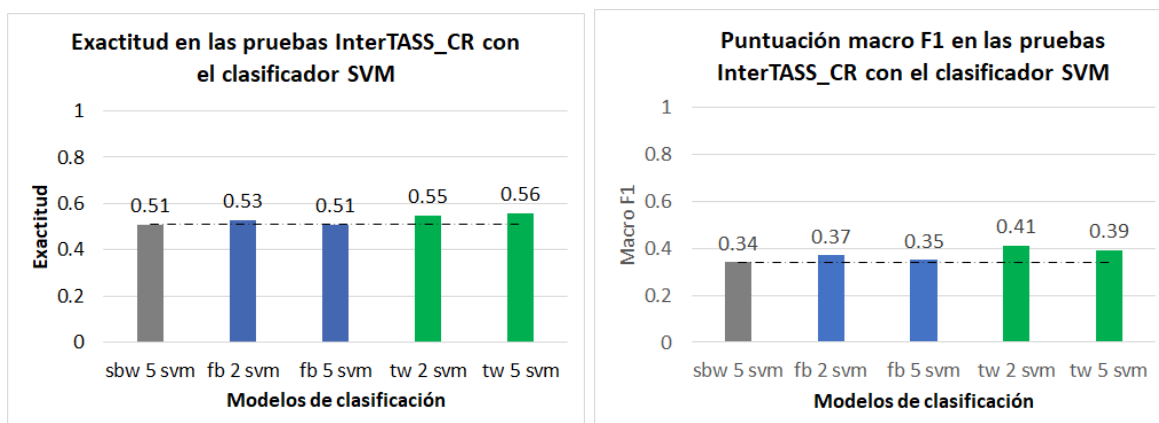 Exactitud en las pruebas InterTASS_CR con
el clasificador SVM
1
0.8
0.6
0.4
0.2
0
Exactitud
0.51
0.53
0.51
0.55
0.56
sbw 5 svm fb 2 svm fb 5 svm tw 2 svm tw 5 svm
Modelos de clasificación
Puntuación macro F1 en las pruebas
InterTASS_CR con el clasificador SVM
1
0.8
0.6
0.4
0.2
0
Macro F1
0.34
0.37
0.35
0.41
0.39
sbw 5 svm fb 2 svm fb 5 svm tw 2 svm tw 5 svm
Modelos de clasificación